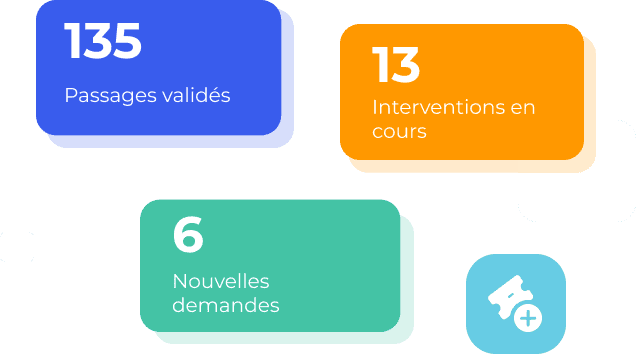 135
Passages validés
13
Interventions en
cours
6
Nouvelles
demandes